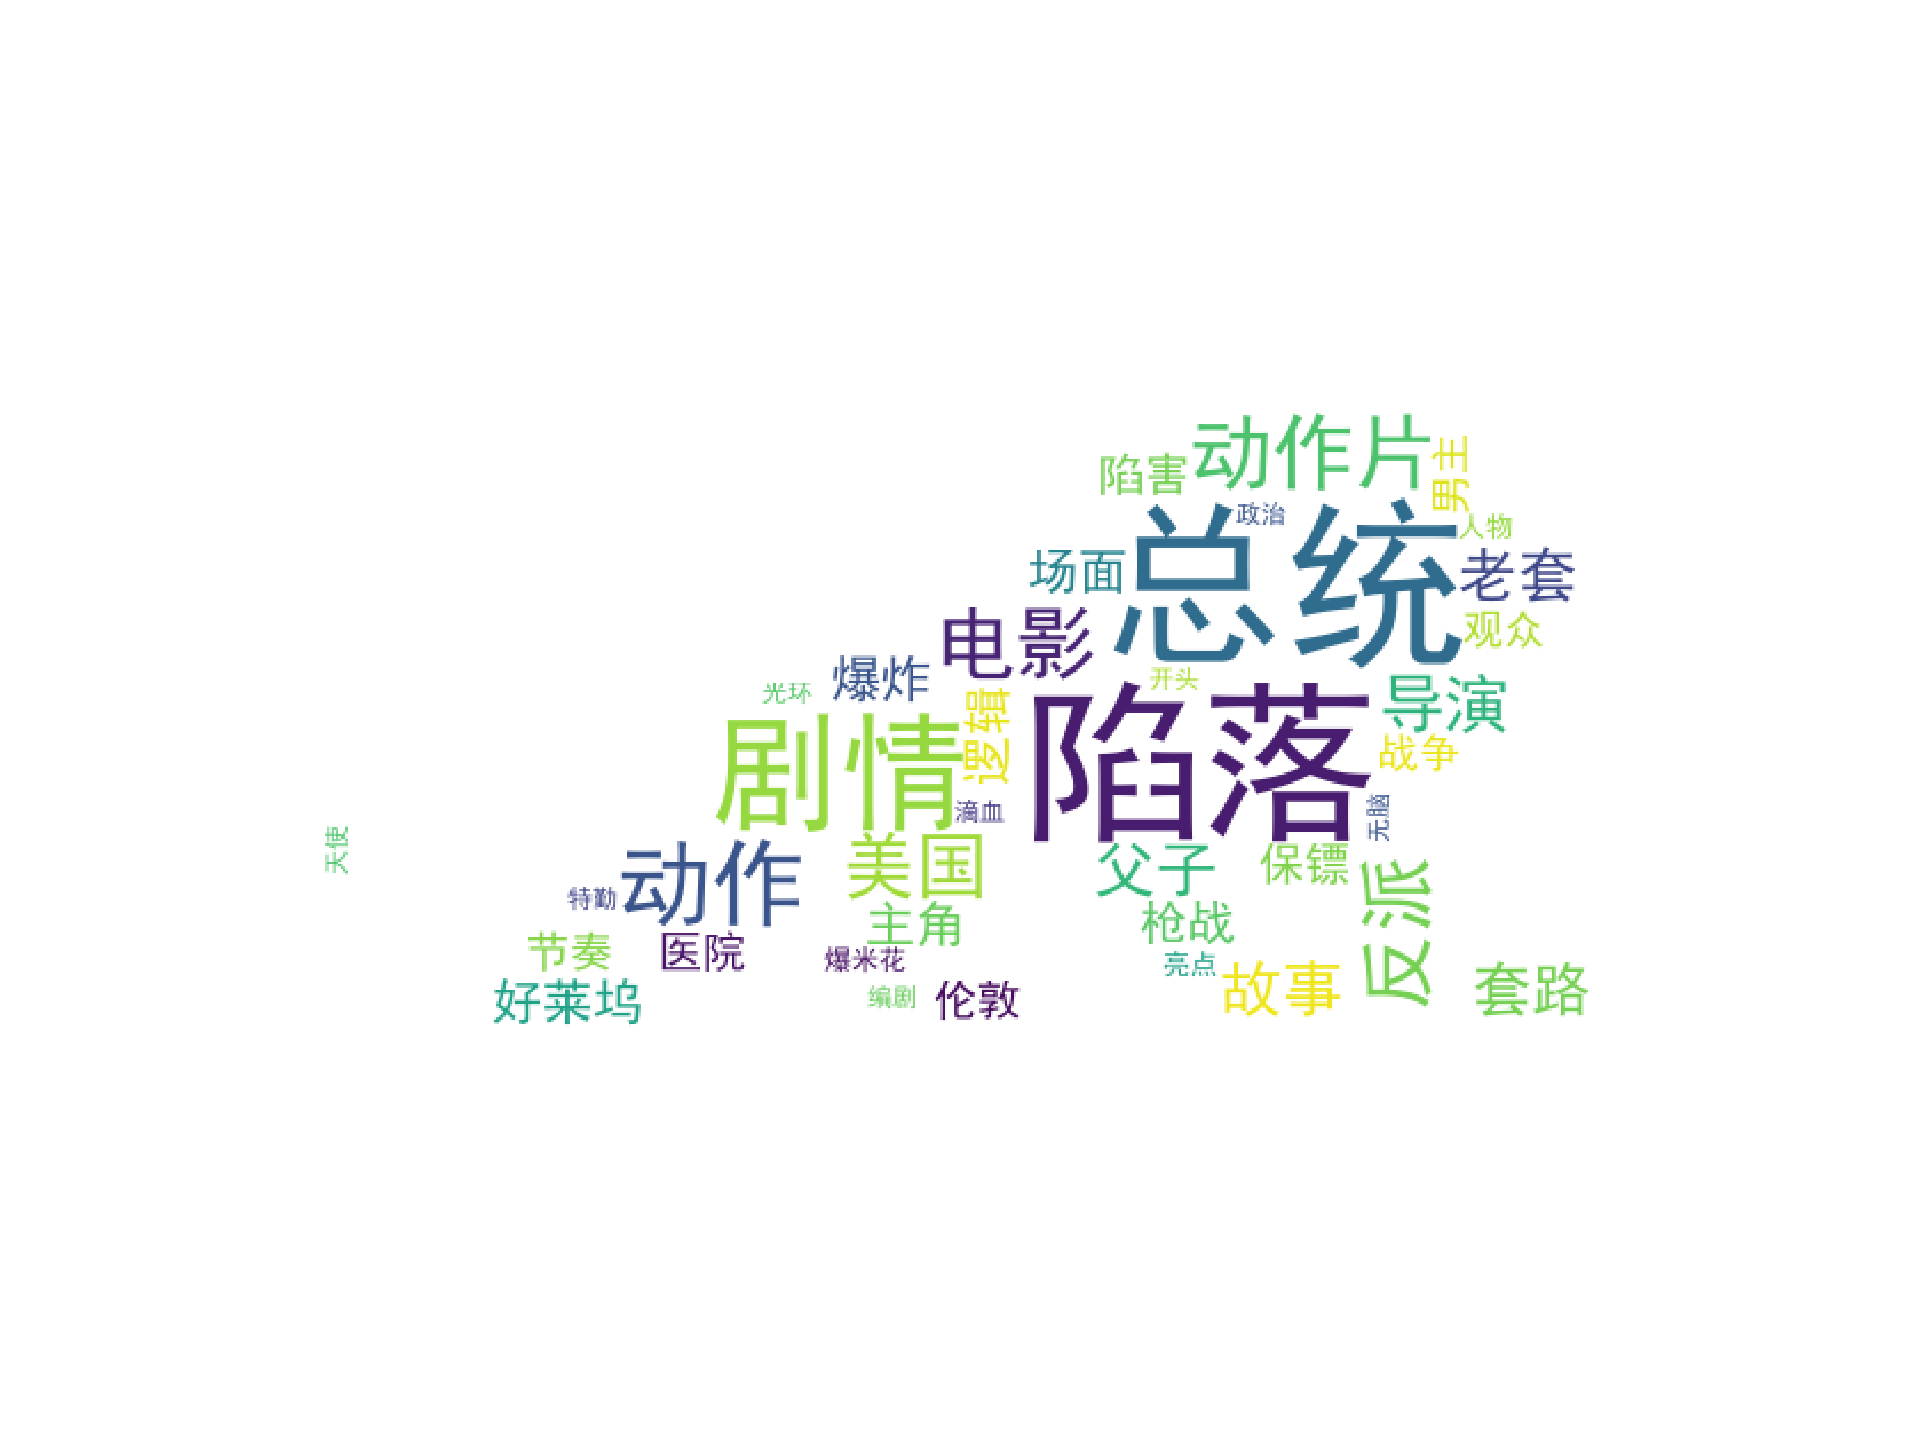 动作片
男主
陷害
总统
政治
人物
场面
老套
电影
观众
爆炸
光环
开头
导演
剧情
逻辑
陷落
战争
滴血
无脑
天使
动作
美国
父子
保镖
反派
特勤
主角
枪战
节奏
医院
爆米花
亮点
好莱坞
编剧
伦敦
故事
套路